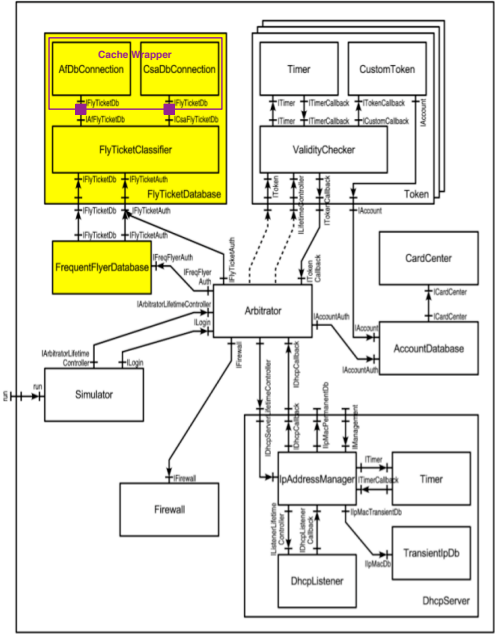 Cache Wrapper
AfDbConnection
CsaDbConnection
Timer
CustomToken
IFlyTicketDb
IFlyTicketDb
ITimer
ITimerCallback
ITokenCallback
IAccount
IAfFlyTicketDb
ICsaFlyTicketDb
ITimer
ITimerCallback
ICustomCallback
FlyTicketClassifier
ValidityChecker
IFlyTicketDb
IFlyTicketAuth
FlyTicketDatabase
IToken
ILifetimeController
ITokenCallback
Token
IFlyTicketDb
IFlyTicketAuth
IAccount
IFlyTicketDb
IFlyTicketAuth
FrequentFlyerDatabase
IFreqFlyerAuth
IFreqFlyer
Auth
IFlyTicketAuth
IToken
Callback
CardCenter
ICardCenter
ICardCenter
IArbitratorLifetimeController
ILogin
Arbitrator
IAccountAuth
IAccount
AccountDatabase
IAccountAuth
IArbitratorLifetime
Controller
ILogin
IFirewall
run
run
Simulator
IDhcpServerLifetimeController
IDhcpCallback
IDhcpCallback
IIpMacPermanentDb
IManagement
IFirewall
Firewall
IpAddressManager
ITimer
ITimerCallback
Timer
IListenerLifetime
Controller
IDhcpListener
Callback
IIpMacTransientDb
IIpMacDb
TransientIpDb
DhcpListener
DhcpServer